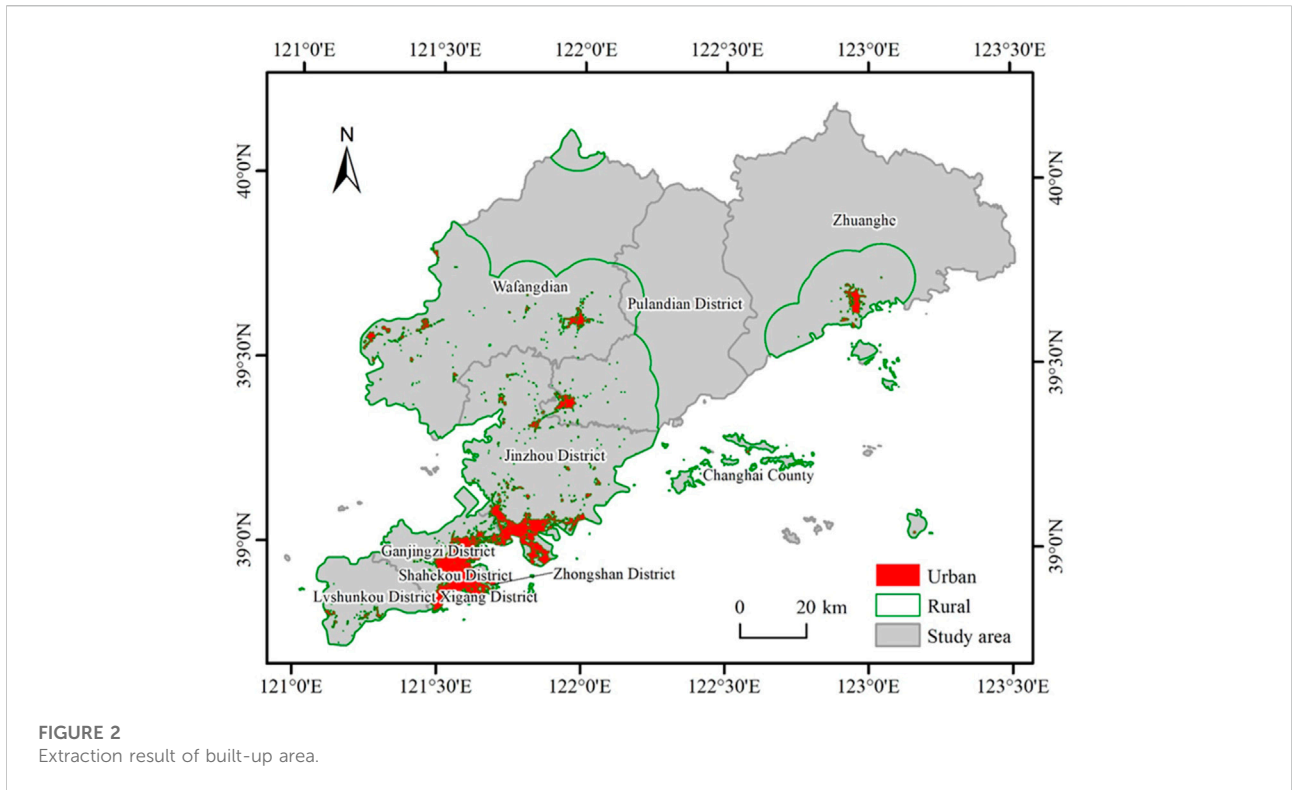 121°0'E 121°30'E 122°0'E 122°30'E 123°0'E 123°30'E
N
40°0'N 40°0'N
Zhuanghe
Wafangdian
Pulandian District
39°30'N 39°30'N
Jinzhou District
Changhai County
39°0'N 39°0'N
Ganjingzi District
Shahekou District
Zhongshan District
Lvshunkou District Xigang District
0 20 km
Urban
Rural
Study area
121°0'E 121°30'E 122°0'E 122°30'E 123°0'E 123°30'E
FIGURE 2
Extraction result of built-up area.